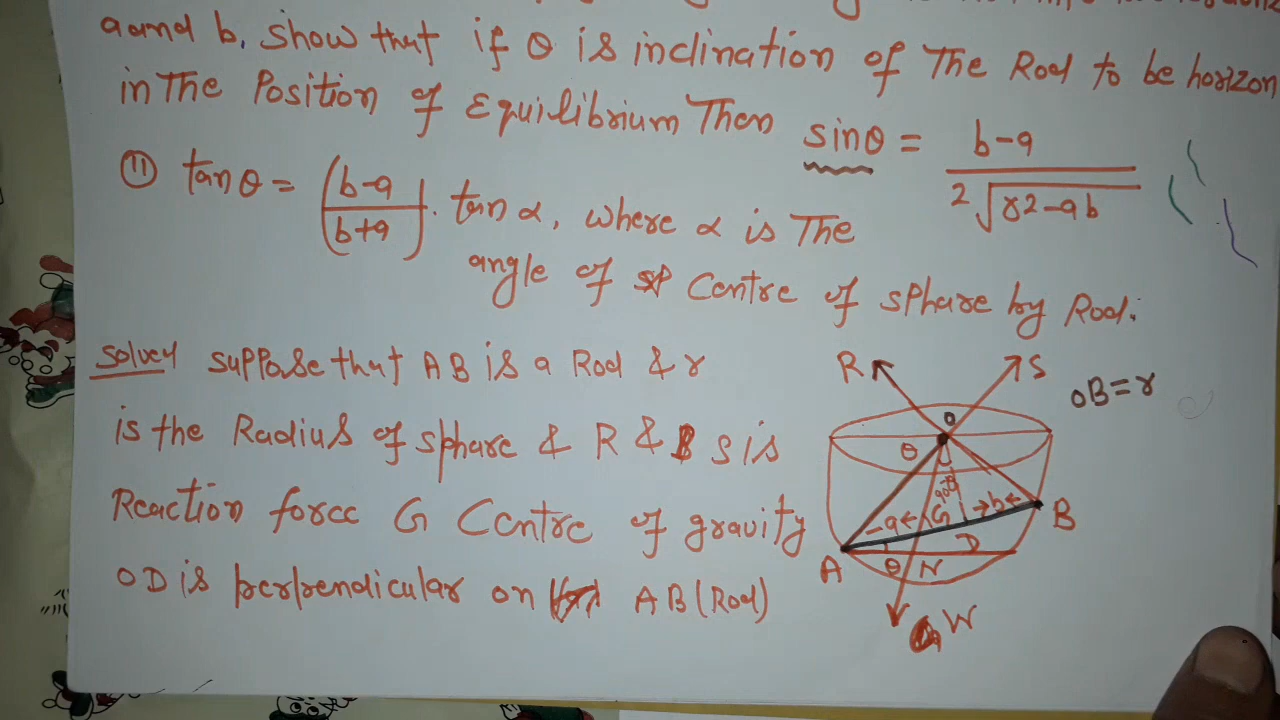 a and b. show that if θ is inclination of The Rod to be horizon
in The Position of Equilibrium Then sinθ = b-a / 2√r2-ab
(II) tanθ = (b-a / b+a) . tan α, where α is The
angle of Centre of sphare by Rod.
Solved suppose that AB is a Rod & r
is the Radius of sphare & R & S is
Reaction force G Centre of gravity
OD is perpendicular on AB (Rod)
R S
OB = r
O
θ
90-θ
-a← G →b←
B
D
A θ N
W